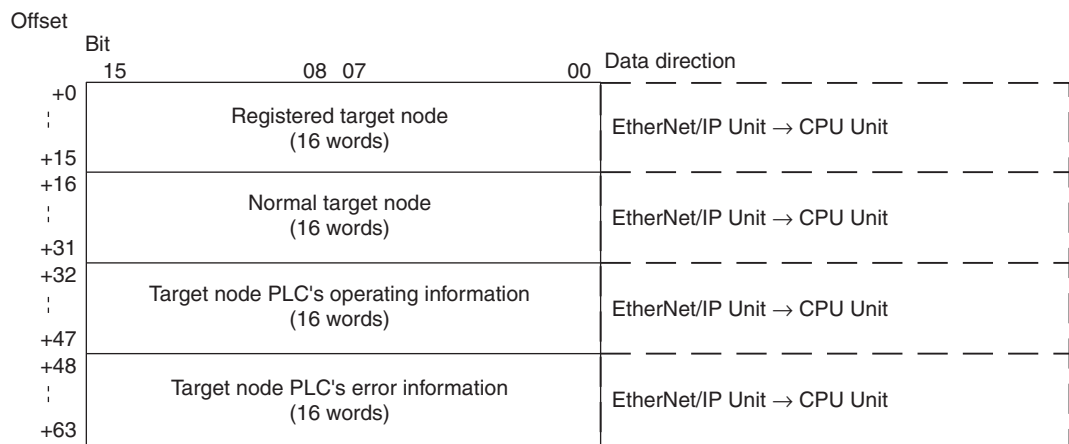 Offset
Bit
15 08 07 00 Data direction
+0
Registered target node
(16 words)
EtherNet/IP Unit → CPU Unit
+15
+16
Normal target node
(16 words)
EtherNet/IP Unit → CPU Unit
+31
+32
Target node PLC's operating information
(16 words)
EtherNet/IP Unit → CPU Unit
+47
+48
Target node PLC's error information
(16 words)
EtherNet/IP Unit → CPU Unit
+63